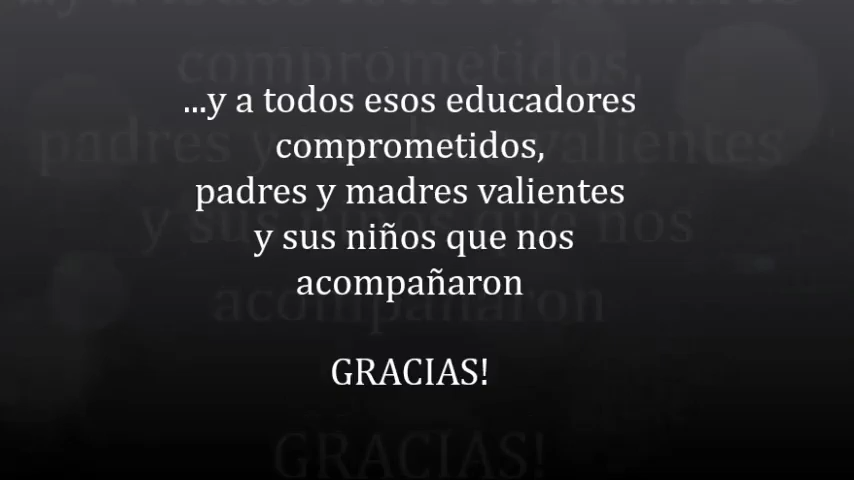 ...y a todos esos educadores
comprometidos,
padres y madres valientes
y sus niños que nos
acompañaron
GRACIAS!